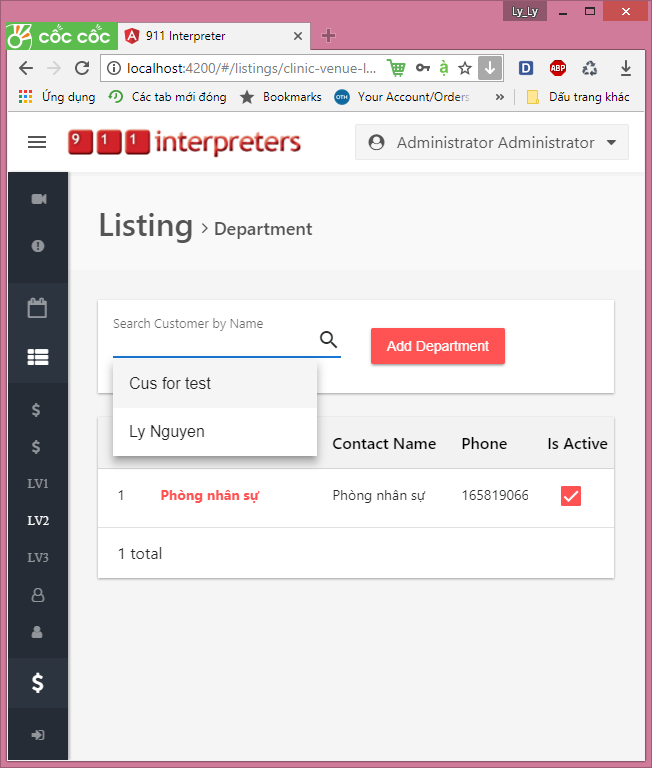 Ly_Ly
cốc cốc
911 Interpreter
localhost:4200/#/listings/clinic-venue-l...
Ứng dụng
Các tab mới đóng
Bookmarks
Your Account/Orders
»
Dấu trang khác
911 interpreters
Administrator Administrator
Listing > Department
Search Customer by Name
Add Department
Cus for test
Ly Nguyen
Contact Name Phone Is Active
1 Phòng nhân sự Phòng nhân sự 165819066
1 total
$
$
LV1
LV2
LV3
$